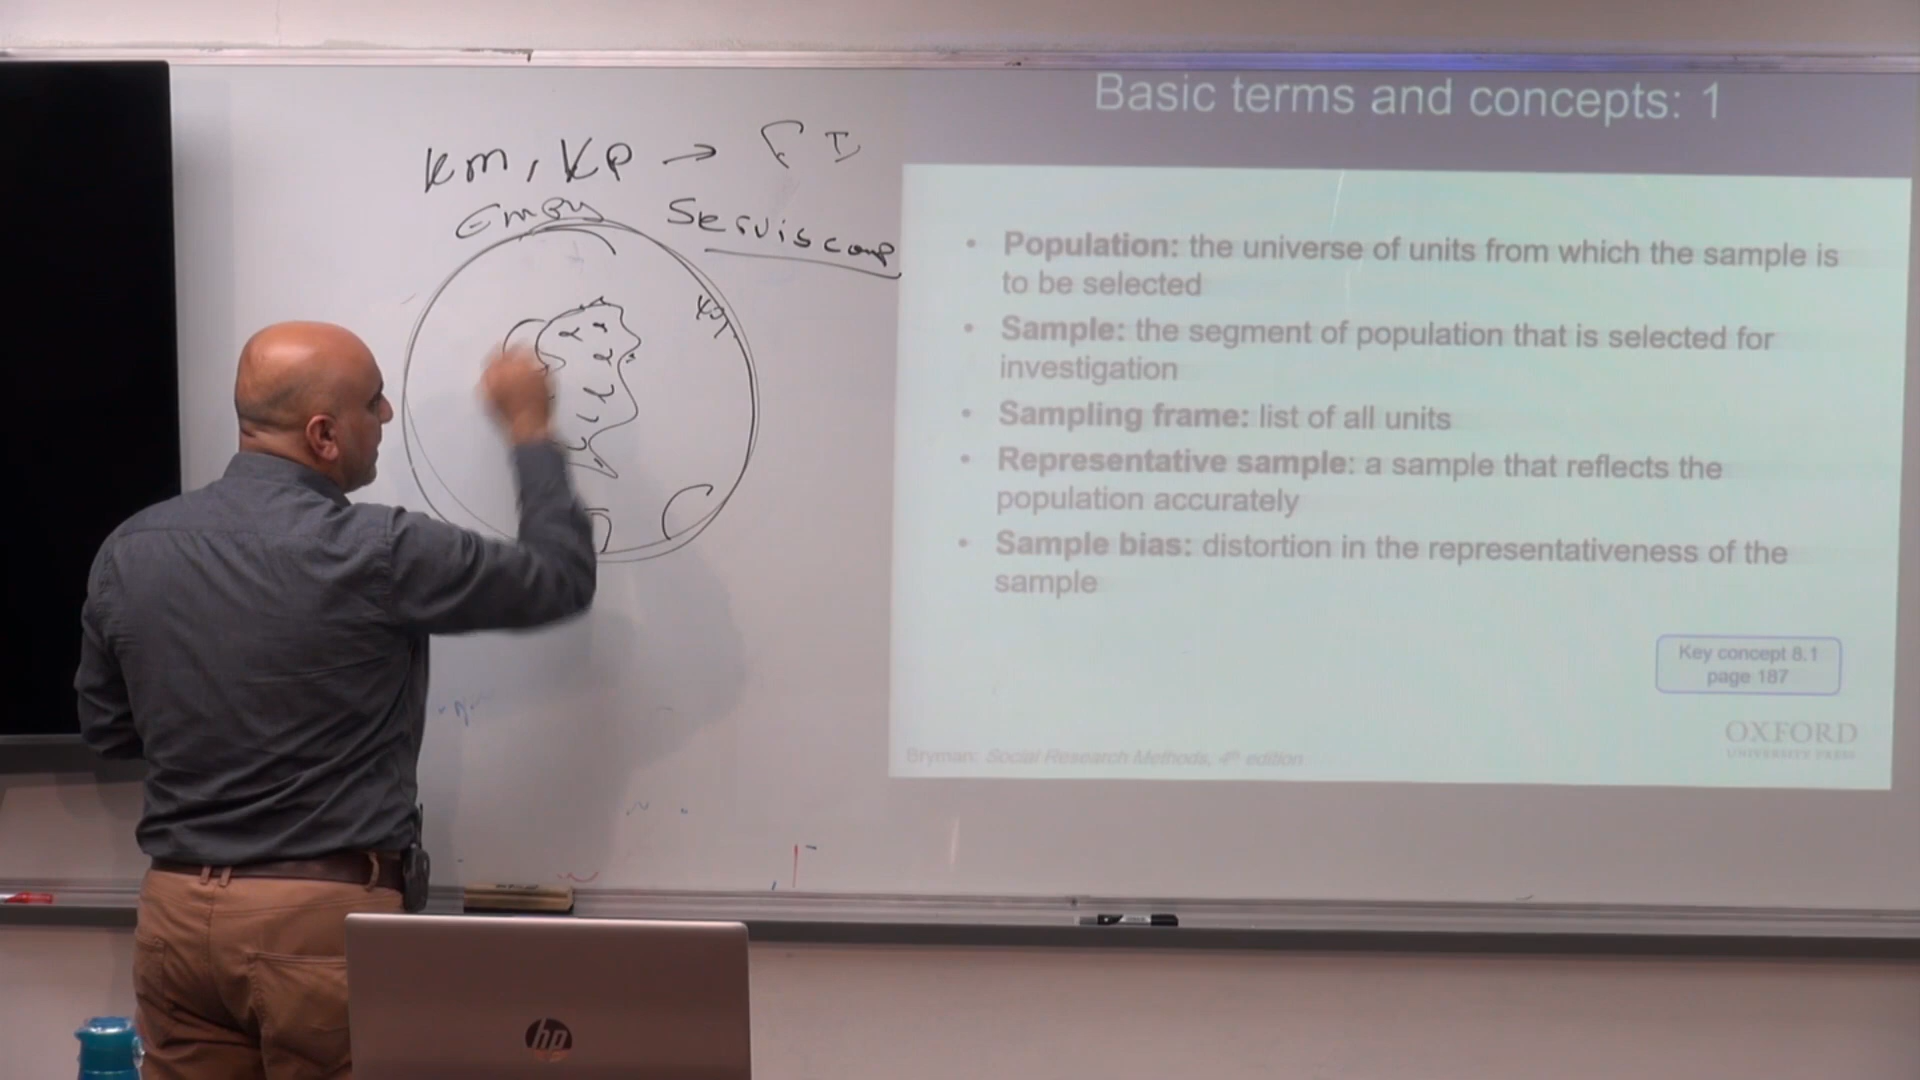 Basic terms and concepts: 1
km, KP →
Servis comp
• Population: the universe of units from which the sample is
to be selected
• Sample: the segment of population that is selected for
investigation
• Sampling frame: list of all units
• Representative sample: a sample that reflects the
population accurately
• Sample bias: distortion in the representativeness of the
sample
Key concept 8.1
page 187
OXFORD
UNIVERSITY PRESS
Bryman: Social Research Methods, 4th edition
hp